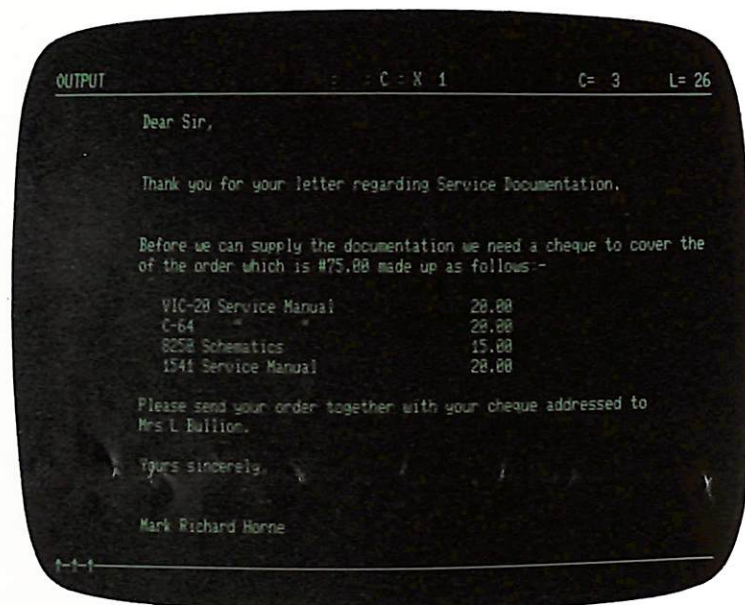 OUTPUT : : C : X 1 C= 3 L= 26
Dear Sir,
Thank you for your letter regarding Service Documentation.
Before we can supply the documentation we need a cheque to cover the
of the order which is #75.00 made up as follows:-
VIC-20 Service Manual 20.00
C-64 " " 20.00
8250 Schematics 15.00
1541 Service Manual 20.00
Please send your order together with your cheque addressed to
Mrs L Bullion.
Yours sincerely,
Mark Richard Horne
↑-↑-↑